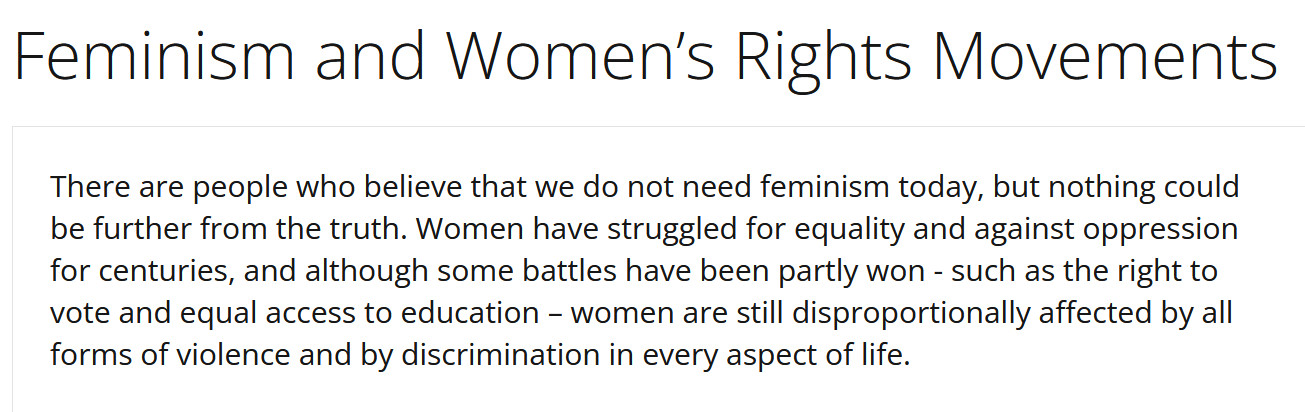 Feminism and Women’s Rights Movements
There are people who believe that we do not need feminism today, but nothing could
be further from the truth. Women have struggled for equality and against oppression
for centuries, and although some battles have been partly won - such as the right to
vote and equal access to education – women are still disproportionally affected by all
forms of violence and by discrimination in every aspect of life.